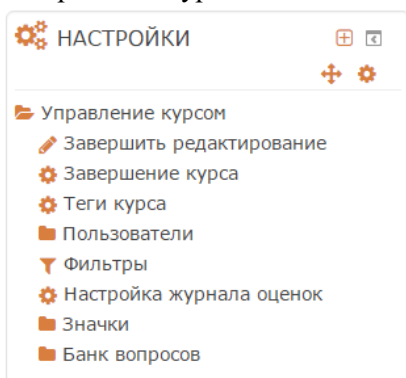 НАСТРОЙКИ
Управление курсом
Завершить редактирование
Завершение курса
Теги курса
Пользователи
Фильтры
Настройка журнала оценок
Значки
Банк вопросов